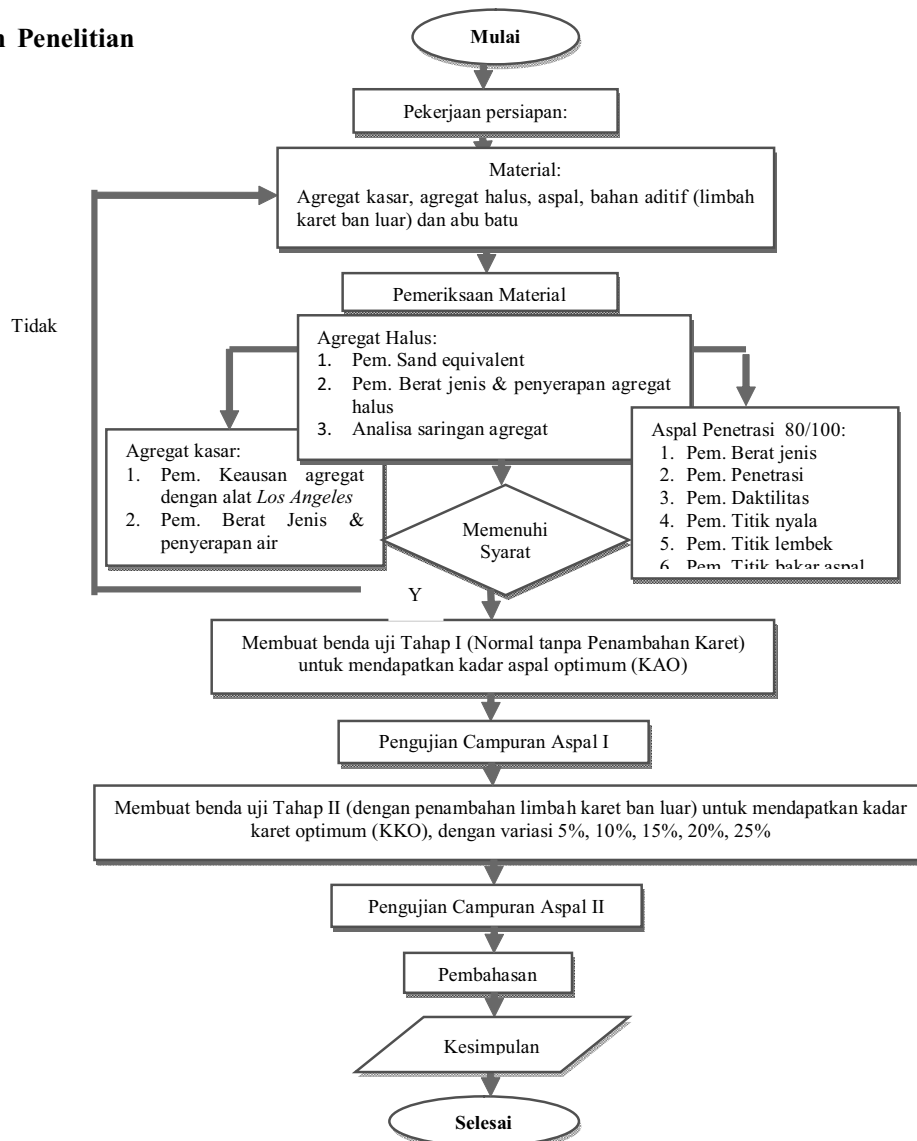 n Penelitian
Mulai
Pekerjaan persiapan:
Material:
Agregat kasar, agregat halus, aspal, bahan aditif (limbah
karet ban luar) dan abu batu
Pemeriksaan Material
Tidak
Agregat Halus:
1. Pem. Sand equivalent
2. Pem. Berat jenis & penyerapan agregat
halus
3. Analisa saringan agregat
Agregat kasar:
1. Pem. Keausan agregat
dengan alat Los Angeles
2. Pem. Berat Jenis &
penyerapan air
Aspal Penetrasi 80/100:
1. Pem. Berat jenis
2. Pem. Penetrasi
3. Pem. Daktilitas
4. Pem. Titik nyala
5. Pem. Titik lembek
6. Pem. Titik bakar aspal
Memenuhi
Syarat
Y
Membuat benda uji Tahap I (Normal tanpa Penambahan Karet)
untuk mendapatkan kadar aspal optimum (KAO)
Pengujian Campuran Aspal I
Membuat benda uji Tahap II (dengan penambahan limbah karet ban luar) untuk mendapatkan kadar
karet optimum (KKO), dengan variasi 5%, 10%, 15%, 20%, 25%
Pengujian Campuran Aspal II
Pembahasan
Kesimpulan
Selesai